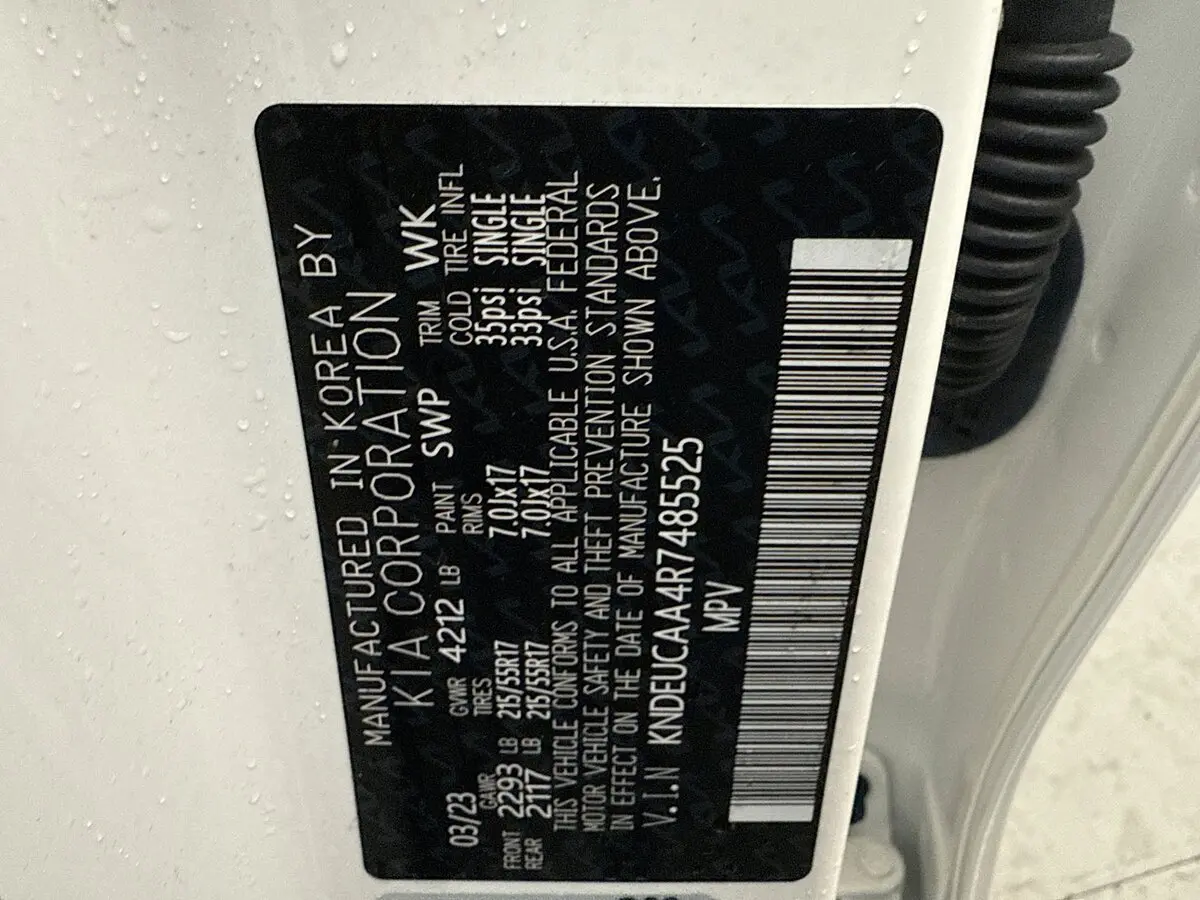 MANUFACTURED IN KOREA BY
KIA CORPORATION
03/23 GVWR 4212 LB PAINT SWP TRIM WK
GAWR TIRES RIMS COLD TIRE INFL
FRONT 2293 LB 215/55R17 7.0Jx17 35psi SINGLE
REAR 2117 LB 215/55R17 7.0Jx17 33psi SINGLE
THIS VEHICLE CONFORMS TO ALL APPLICABLE U.S.A. FEDERAL
MOTOR VEHICLE SAFETY AND THEFT PREVENTION STANDARDS
IN EFFECT ON THE DATE OF MANUFACTURE SHOWN ABOVE.
V.I.N KNDEUCAA4R7485525
MPV